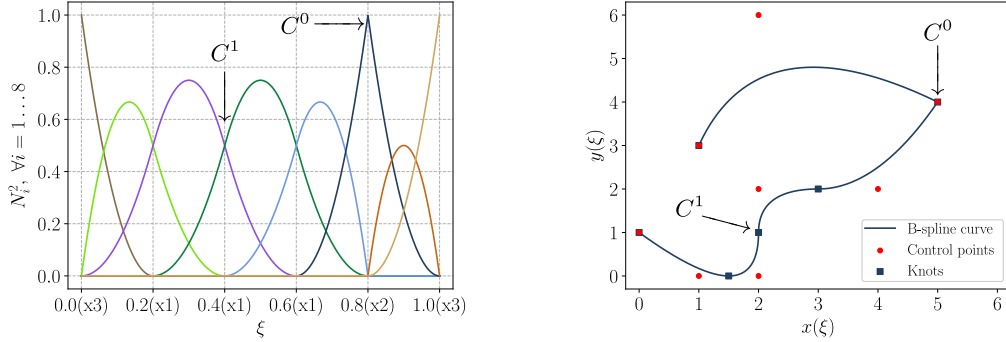 1.0
0.8
0.6
0.4
0.2
0.0
N_i^2, ∀i = 1 … 8
C^1
C^0
0.0(x3)
0.2(x1)
0.4(x1)
0.6(x1)
0.8(x2)
1.0(x3)
ξ
6
5
4
3
2
1
0
y(ξ)
C^0
C^1
B-spline curve
Control points
Knots
0
1
2
3
4
5
6
x(ξ)